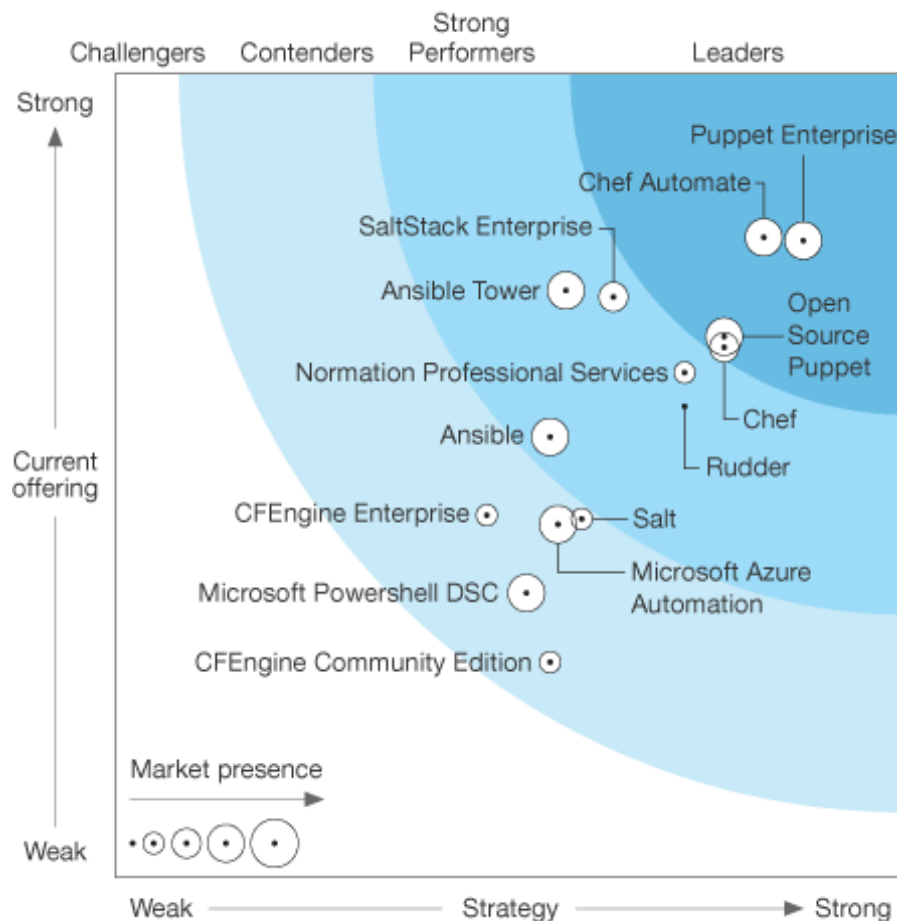 Strong
Challengers Contenders Performers Leaders
Strong
Puppet Enterprise
Chef Automate
SaltStack Enterprise
Ansible Tower
Open
Source
Puppet
Normation Professional Services
Chef
Ansible
Rudder
Current
offering
CFEngine Enterprise
Salt
Microsoft Azure
Automation
Microsoft Powershell DSC
CFEngine Community Edition
Market presence
Weak
Weak Strategy Strong